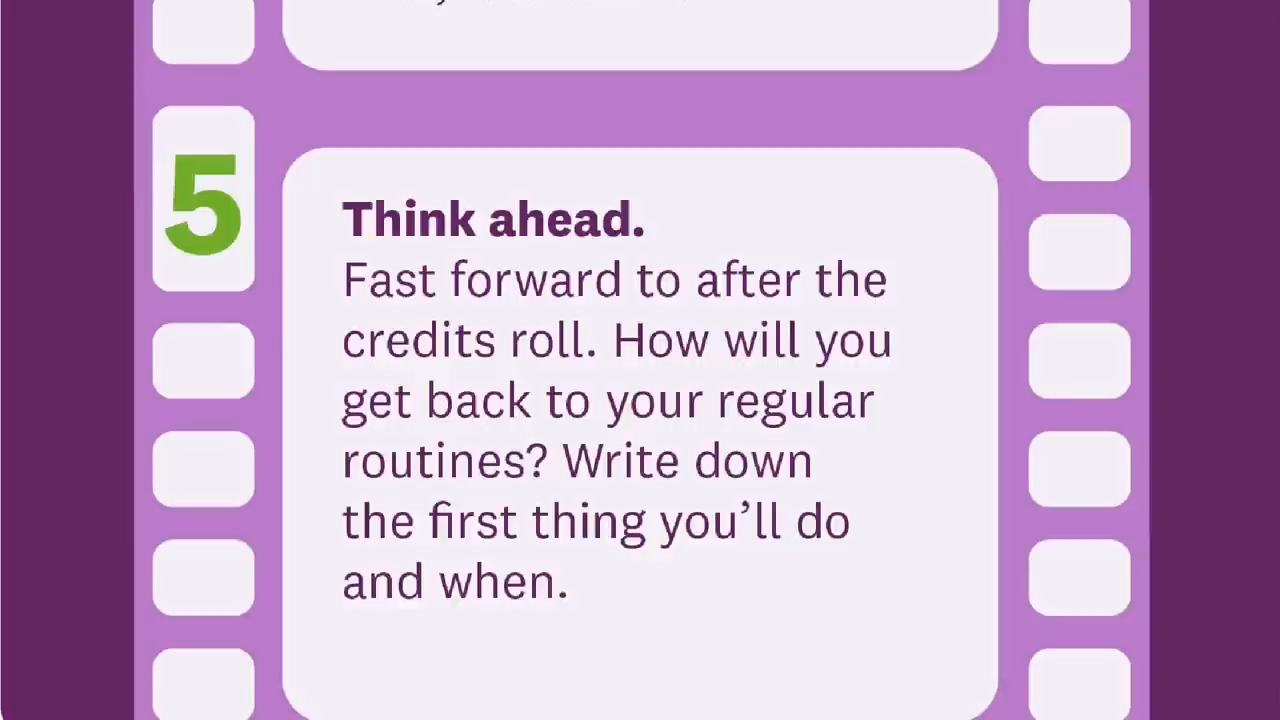 5
Think ahead.
Fast forward to after the
credits roll. How will you
get back to your regular
routines? Write down
the first thing you’ll do
and when.